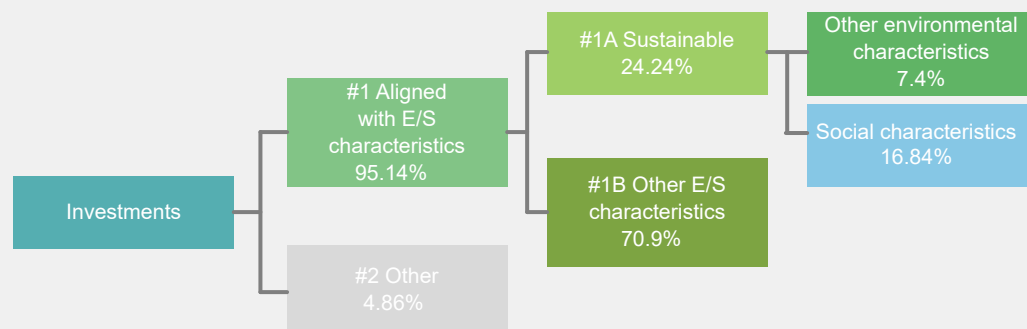 Investments
#1 Aligned
with E/S
characteristics
95.14%
#2 Other
4.86%
#1A Sustainable
24.24%
#1B Other E/S
characteristics
70.9%
Other environmental
characteristics
7.4%
Social characteristics
16.84%